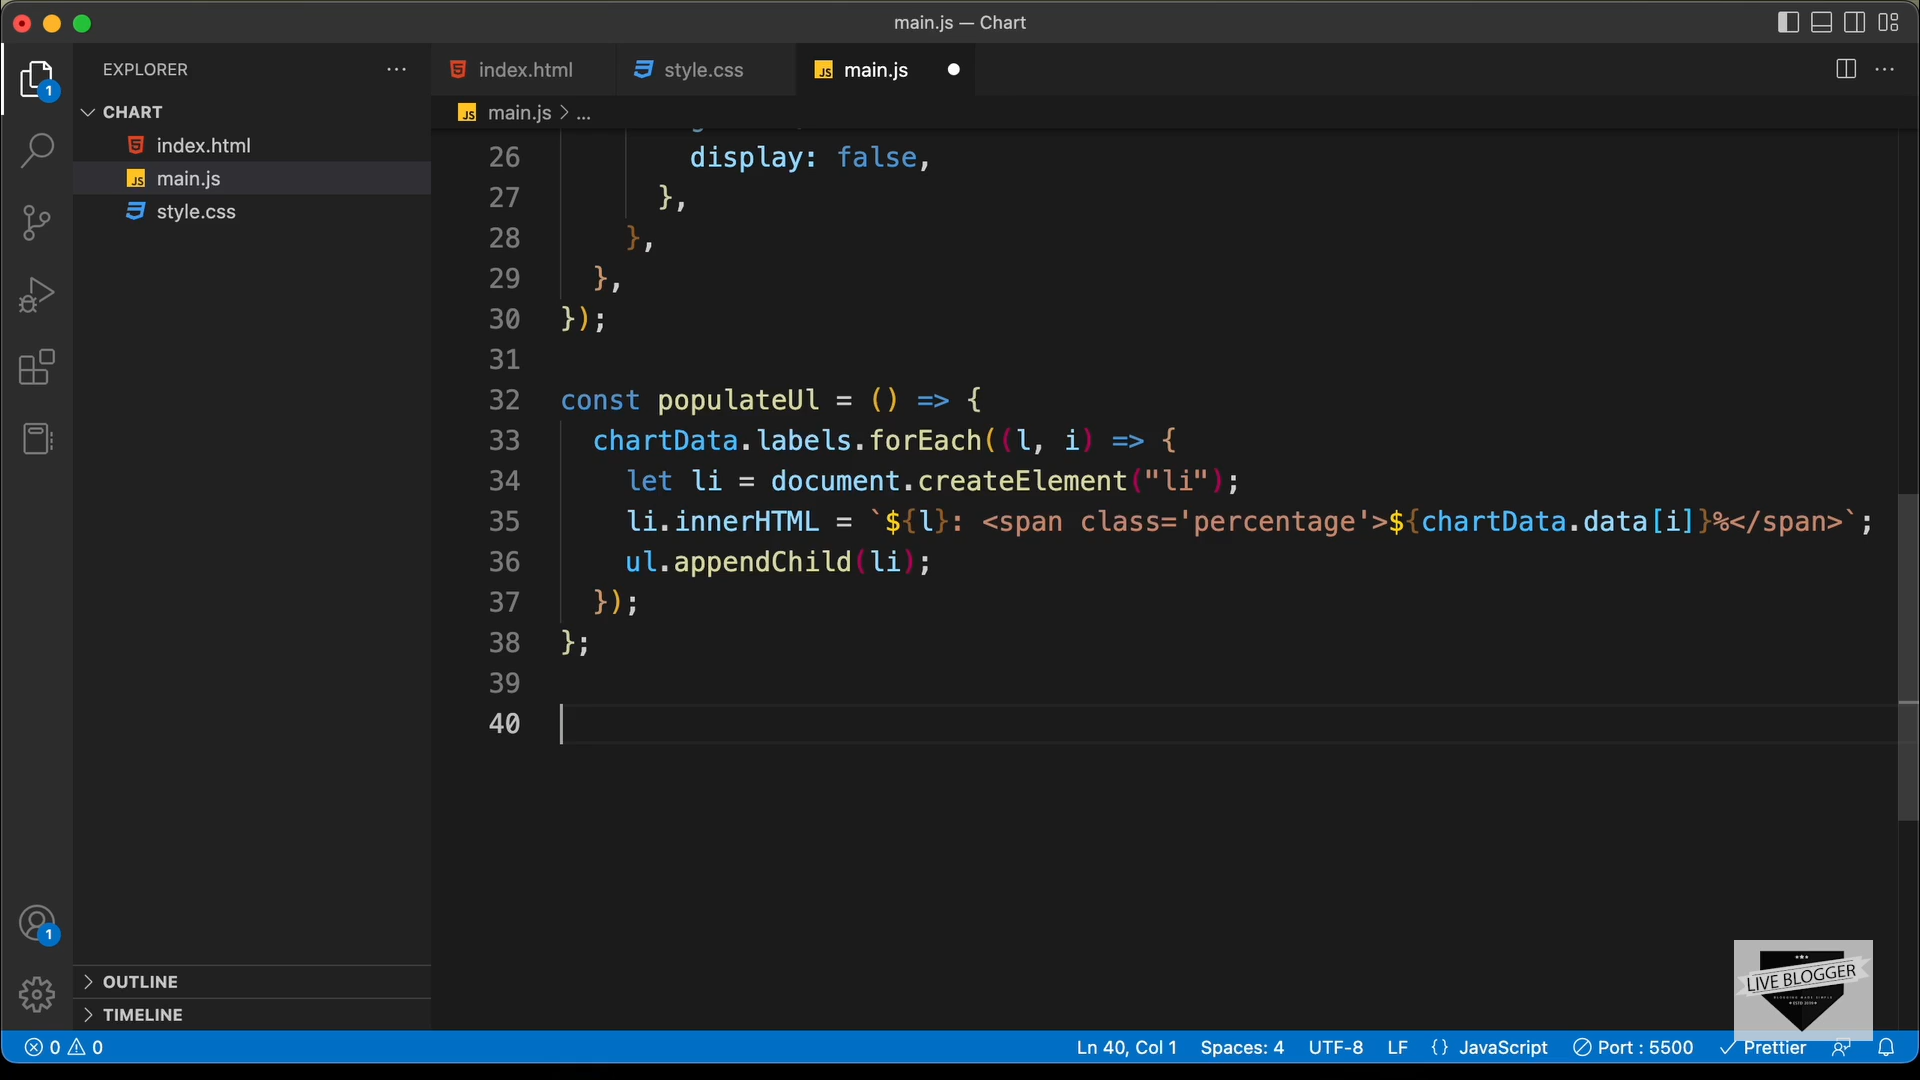 main.js — Chart
EXPLORER
CHART
index.html
main.js
style.css
index.html
style.css
main.js
main.js > ...
26 display: false,
27 },
28 },
29 },
30 });
31
32 const populateUl = () => {
33 chartData.labels.forEach((l, i) => {
34 let li = document.createElement("li");
35 li.innerHTML = `${l}: <span class='percentage'>${chartData.data[i]}%</span>`;
36 ul.appendChild(li);
37 });
38 };
39
40
1
1
OUTLINE
TIMELINE
LIVE BLOGGER
0 0
Ln 40, Col 1
Spaces: 4
UTF-8
LF
{} JavaScript
Port : 5500
Prettier